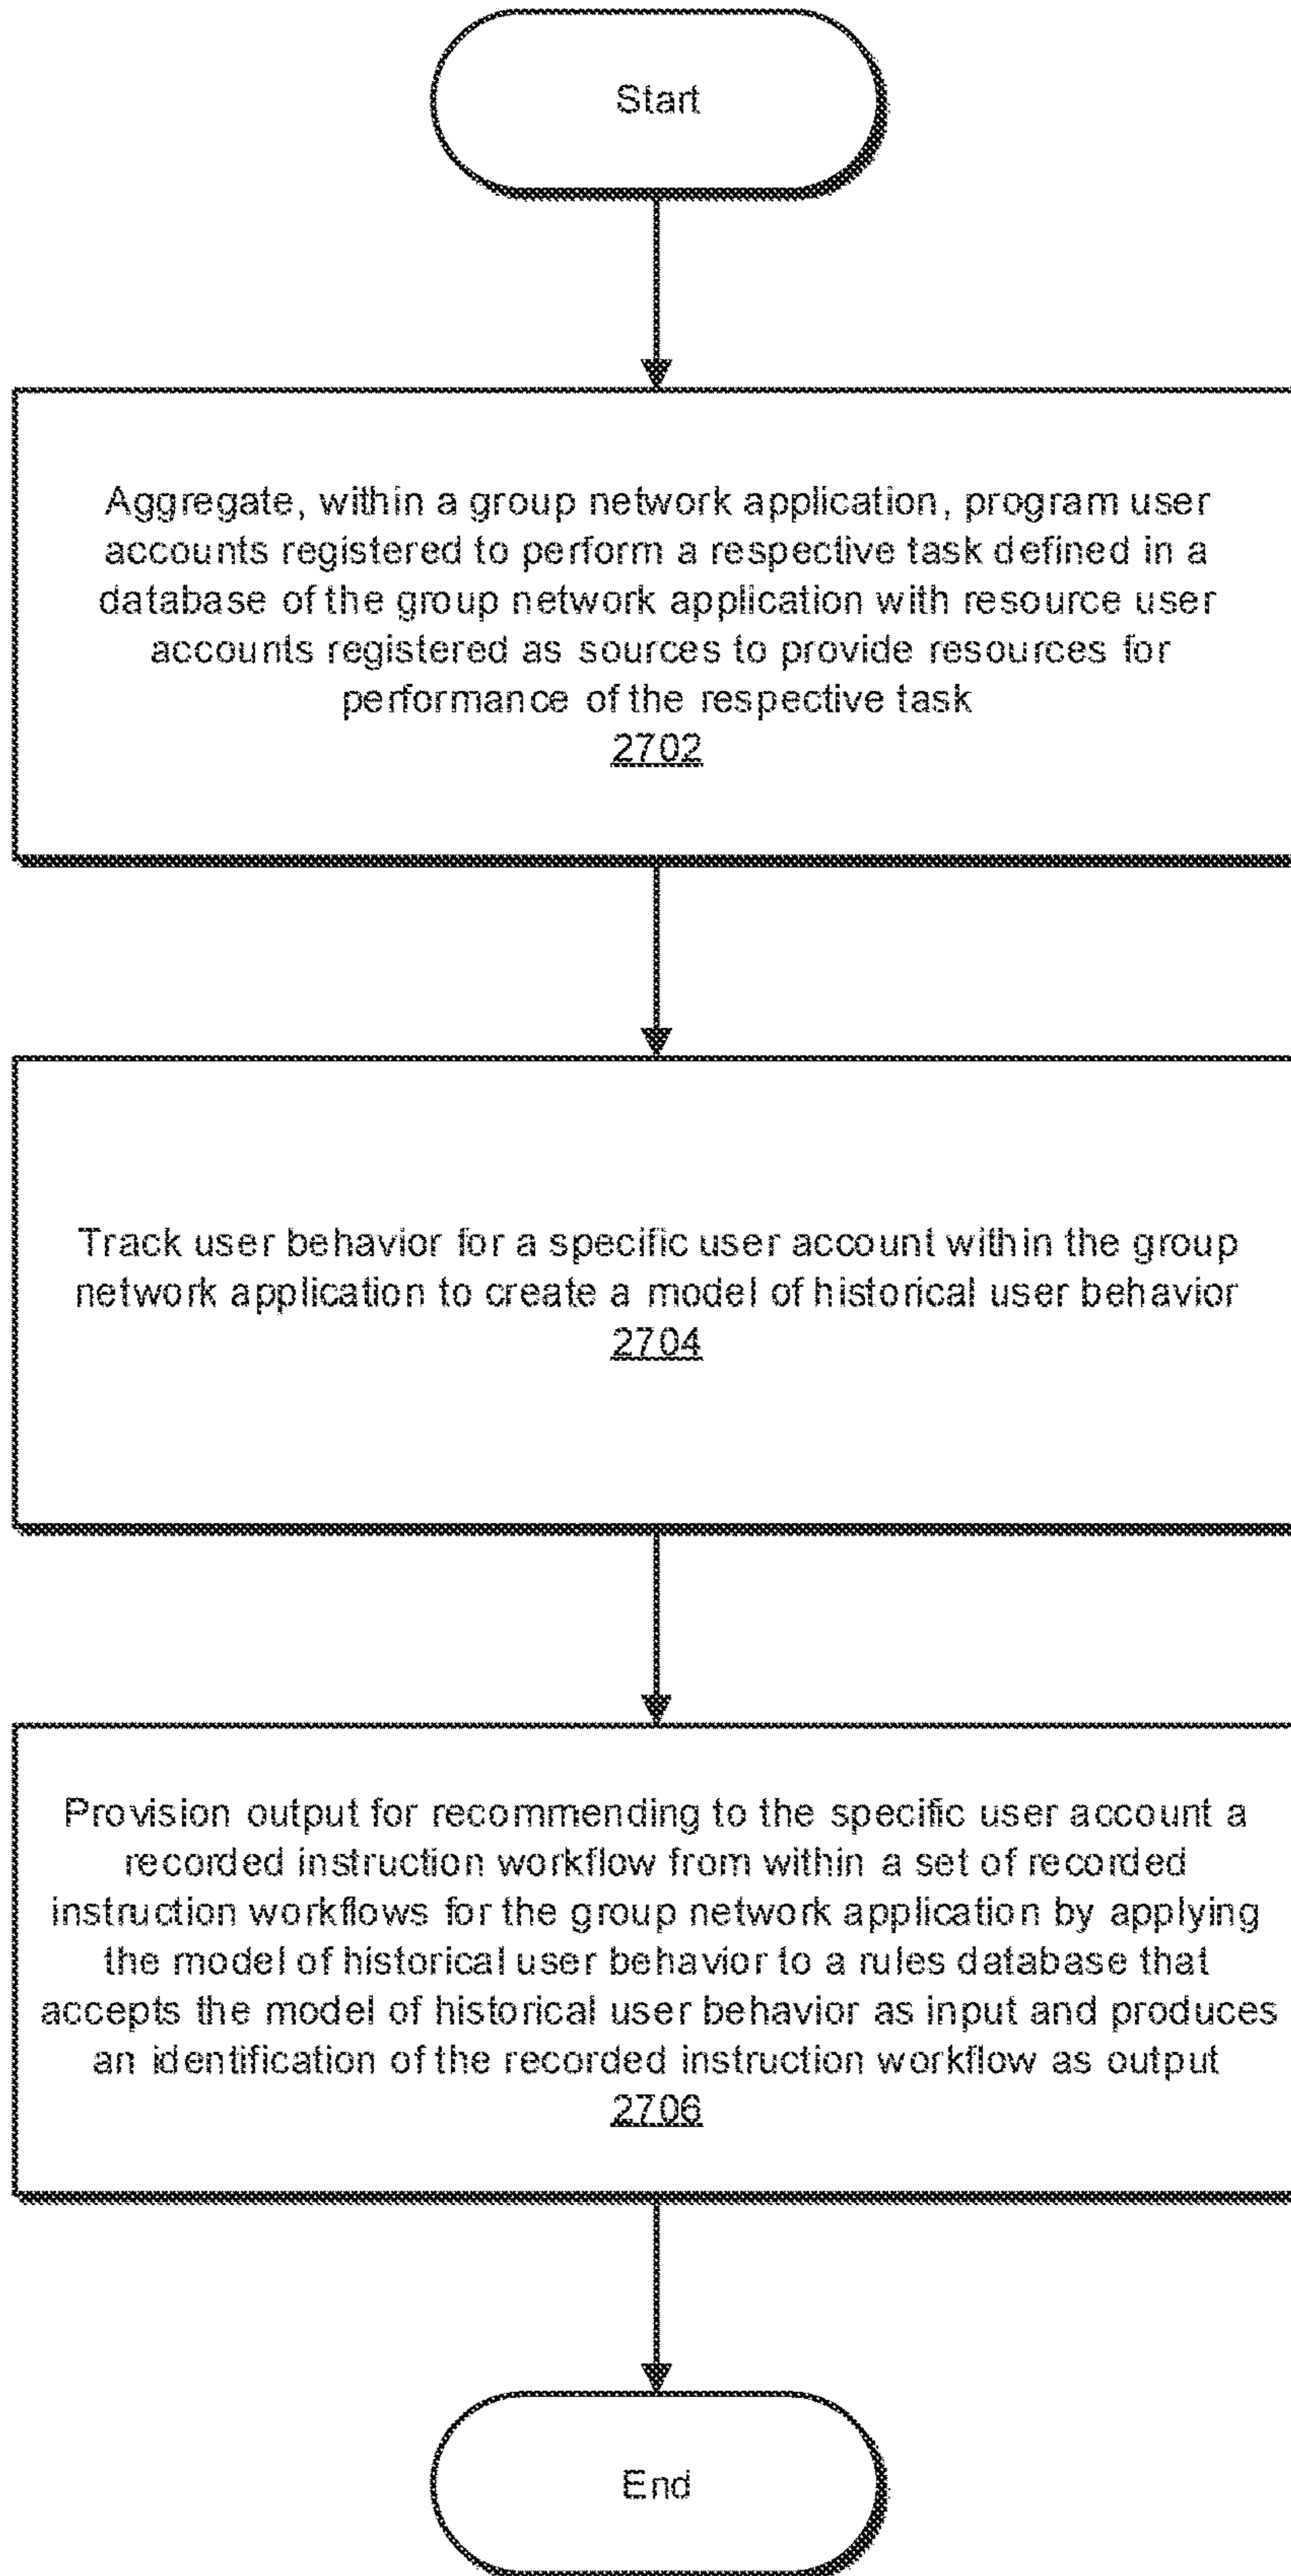 Start
Aggregate, within a group network application, program user
accounts registered to perform a respective task defined in a
database of the group network application with resource user
accounts registered as sources to provide resources for
performance of the respective task
2702
Track user behavior for a specific user account within the group
network application to create a model of historical user behavior
2704
Provision output for recommending to the specific user account a
recorded instruction workflow from within a set of recorded
instruction workflows for the group network application by applying
the model of historical user behavior to a rules database that
accepts the model of historical user behavior as input and produces
an identification of the recorded instruction workflow as output
2706
End